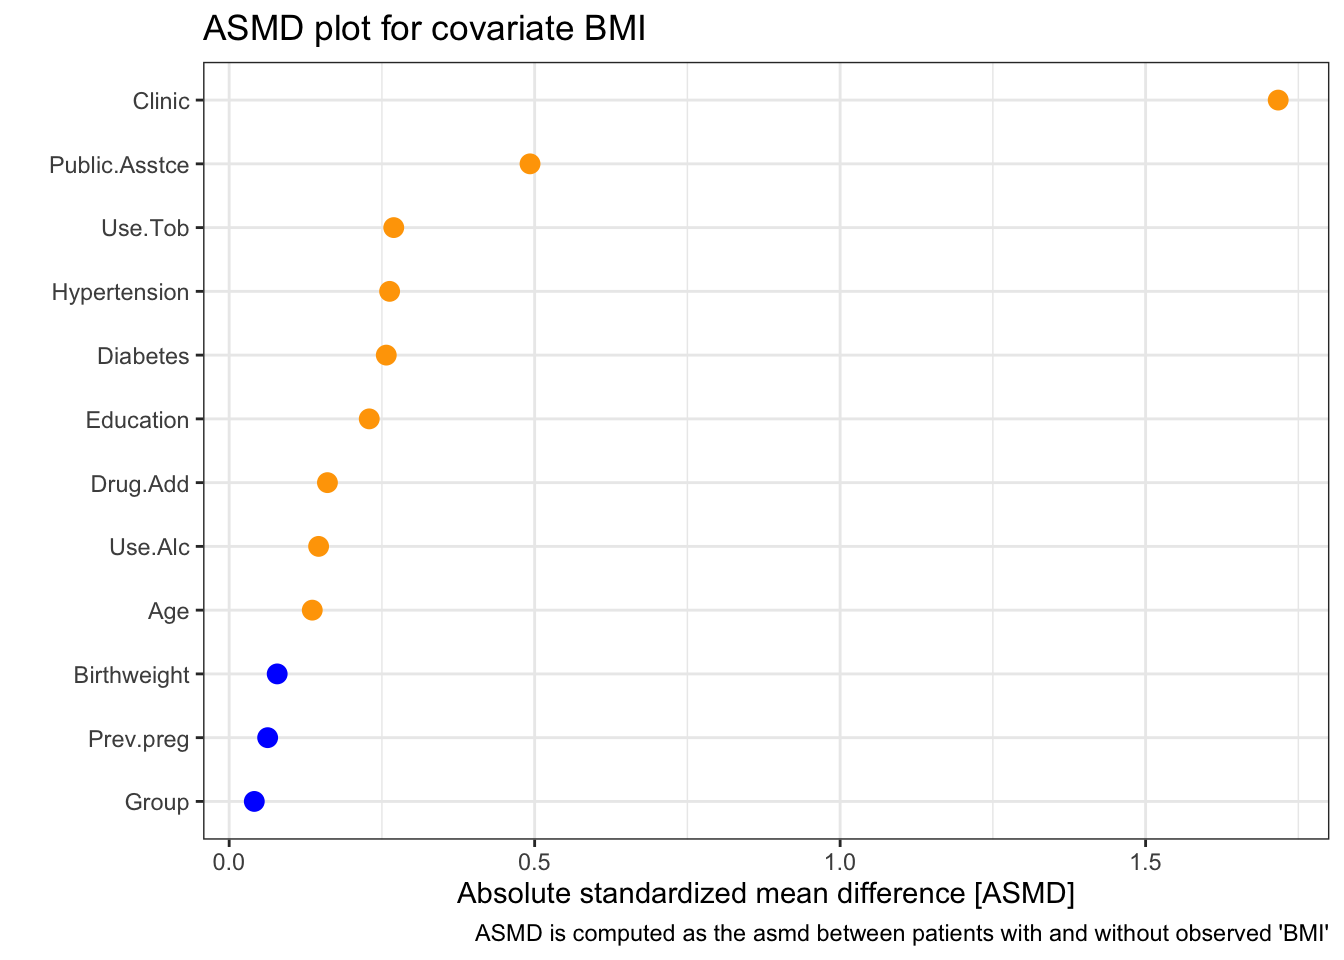 ASMD plot for covariate BMI
Clinic
Public.Asstce
Use.Tob
Hypertension
Diabetes
Education
Drug.Add
Use.Alc
Age
Birthweight
Prev.preg
Group
0.0 0.5 1.0 1.5
Absolute standardized mean difference [ASMD]
ASMD is computed as the asmd between patients with and without observed 'BMI'